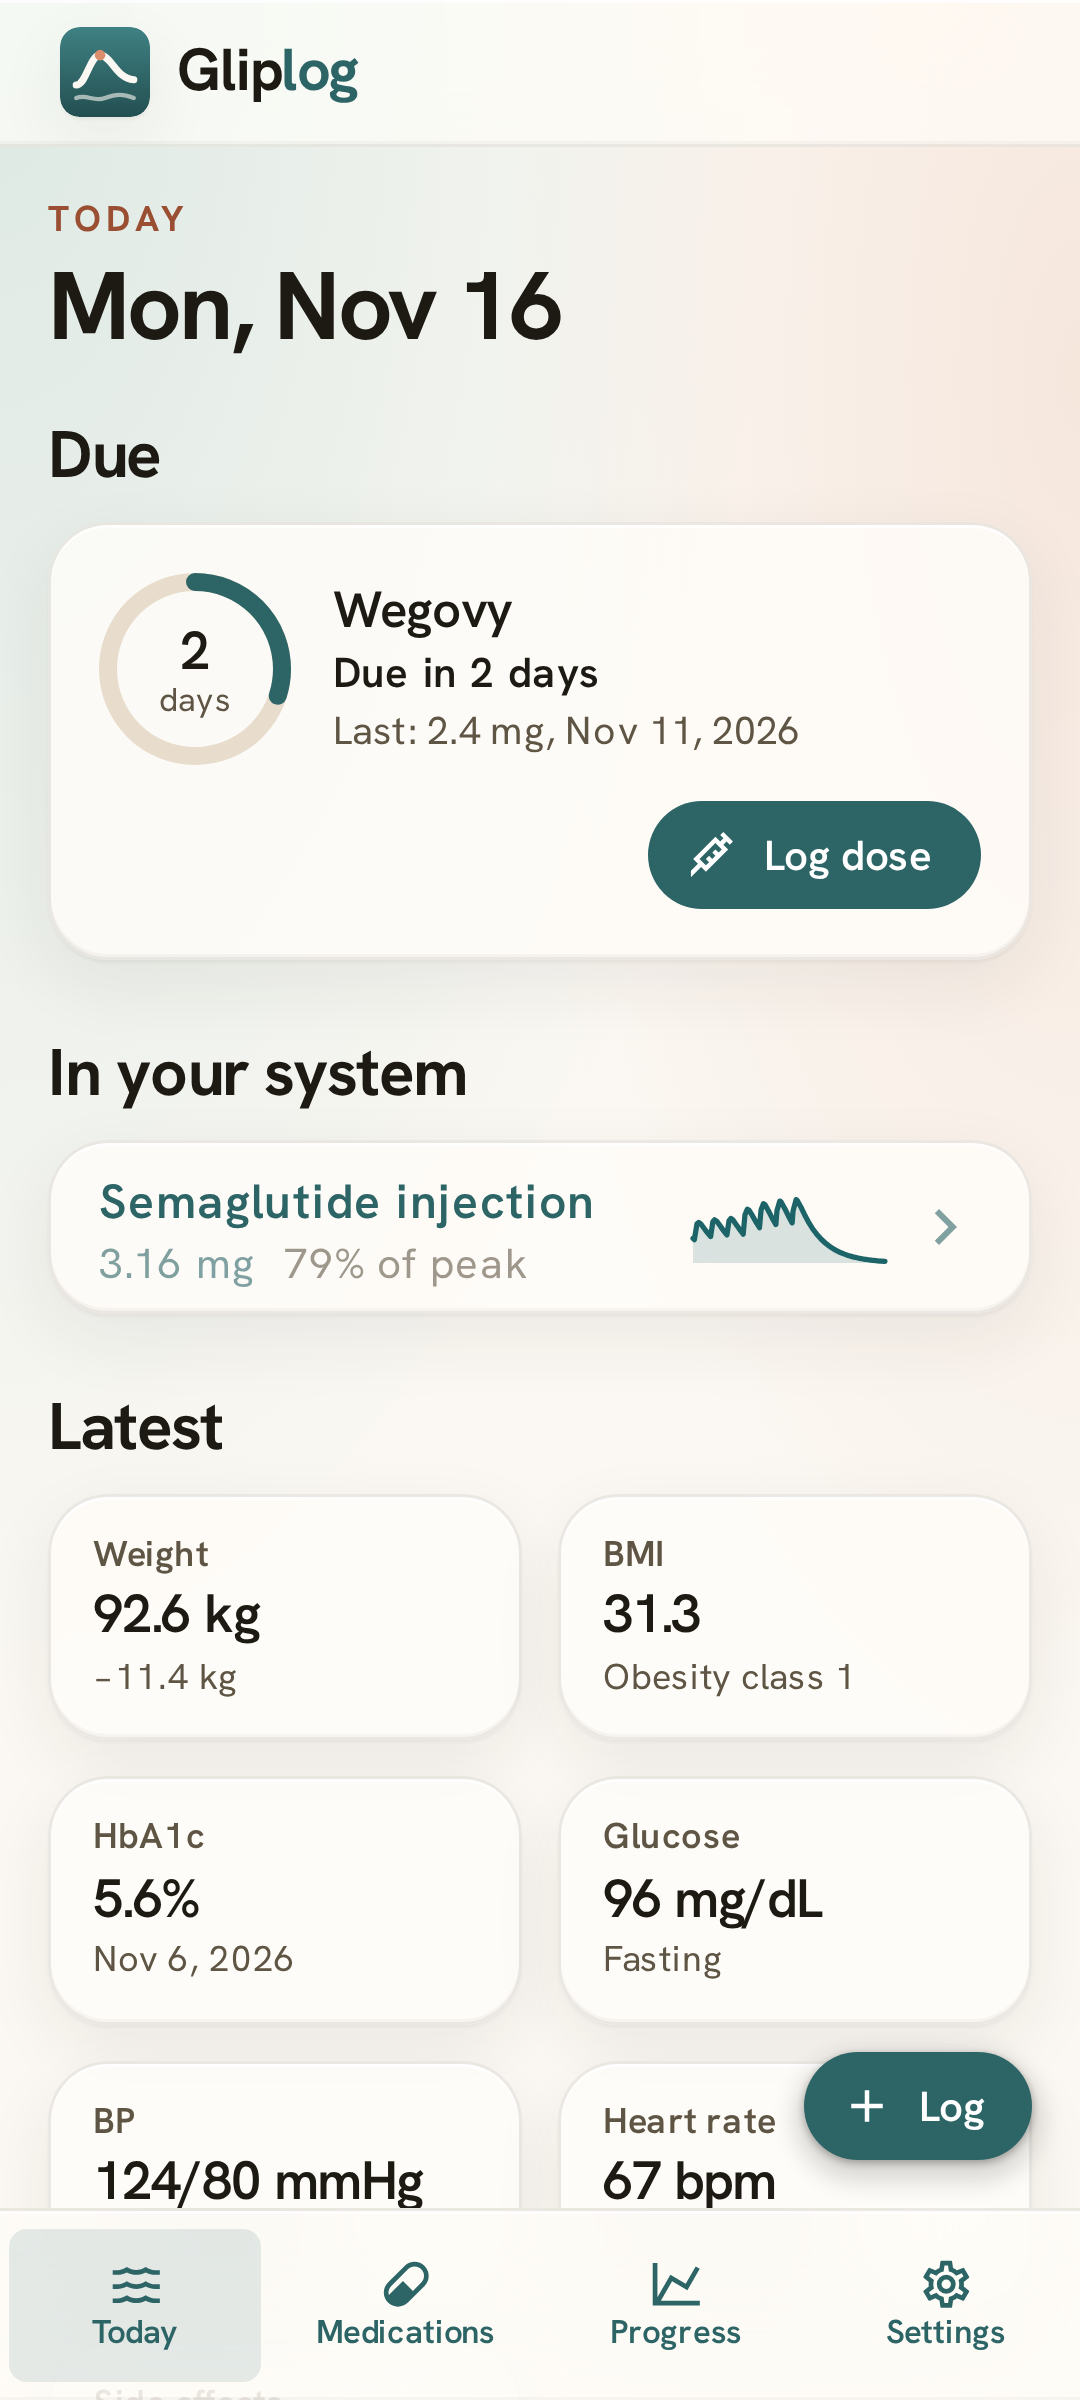 Gliplog
TODAY
Mon, Nov 16
Due
2
days
Wegovy
Due in 2 days
Last: 2.4 mg, Nov 11, 2026
Log dose
In your system
Semaglutide injection
3.16 mg 79% of peak
Latest
Weight
92.6 kg
−11.4 kg
BMI
31.3
Obesity class 1
HbA1c
5.6%
Nov 6, 2026
Glucose
96 mg/dL
Fasting
BP
124/80 mmHg
Heart rate
67 bpm
Log
Today
Medications
Progress
Settings
Side effects